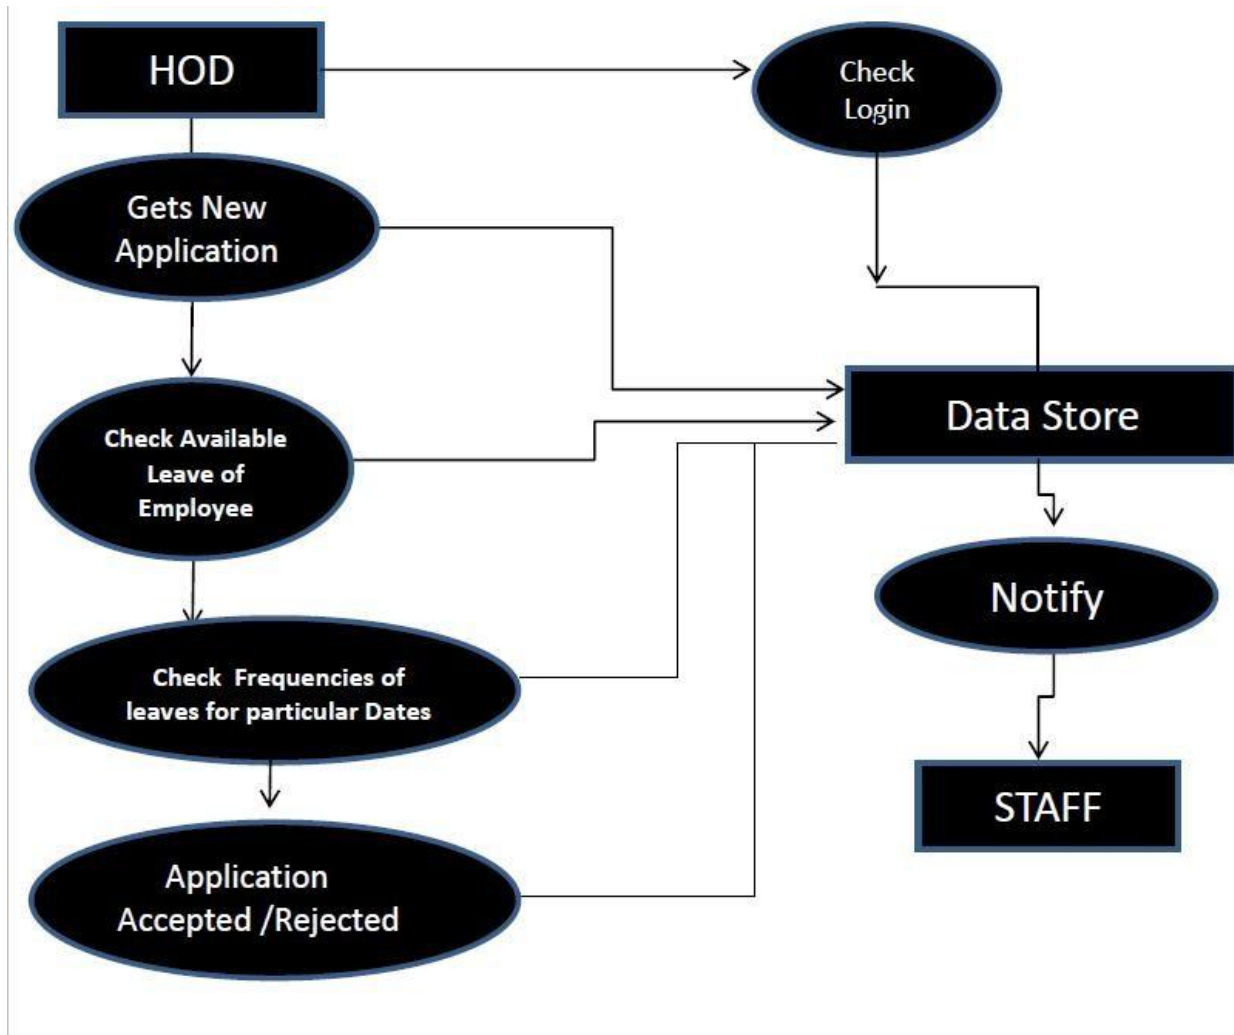 HOD
Check
Login
Gets New
Application
Check Available
Leave of
Employee
Data Store
Notify
Check  Frequencies of
leaves for particular Dates
STAFF
Application
Accepted /Rejected